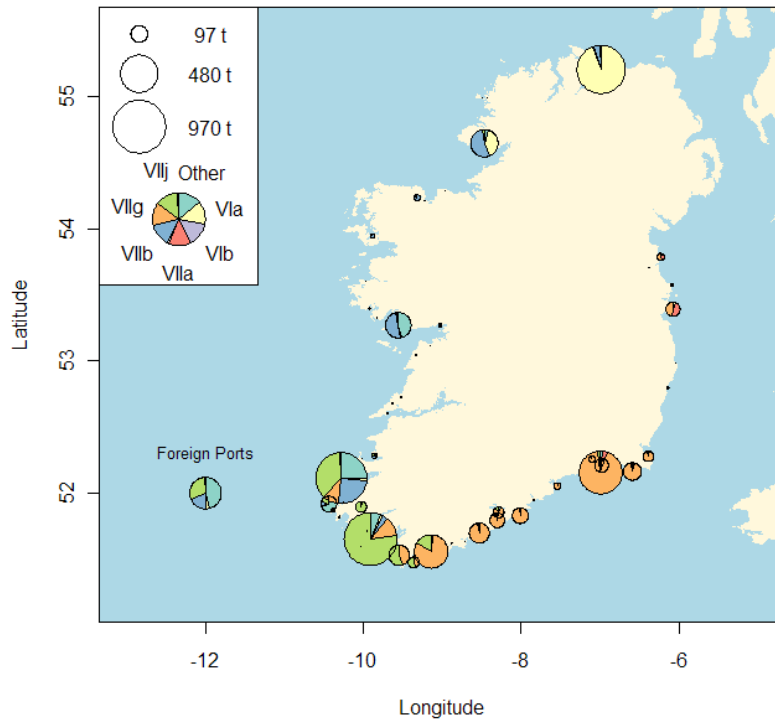 97 t
480 t
970 t
VIIj Other
VIIg VIa
VIIb VIb
VIIa
Foreign Ports
Latitude
55
54
53
52
-12 -10 -8 -6
Longitude